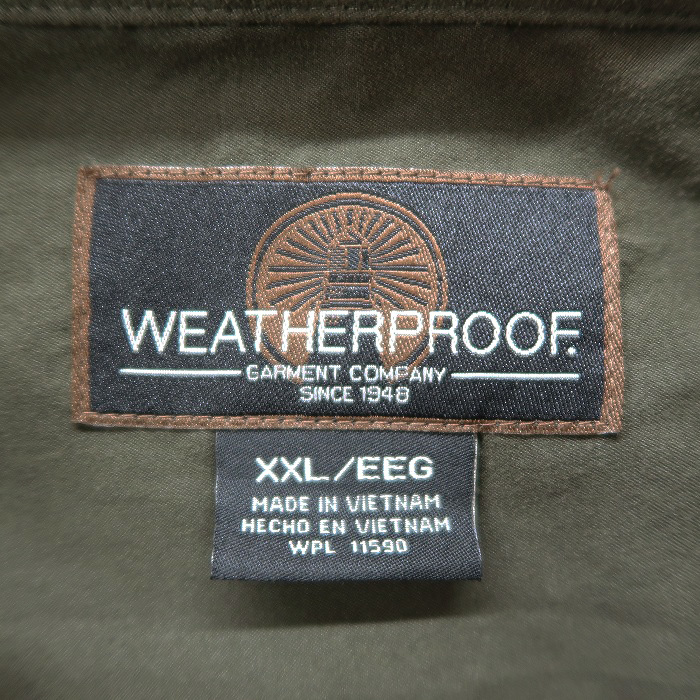 WEATHERPROOF.
GARMENT COMPANY
SINCE 1948
XXL/EEG
MADE IN VIETNAM
HECHO EN VIETNAM
WPL 11590